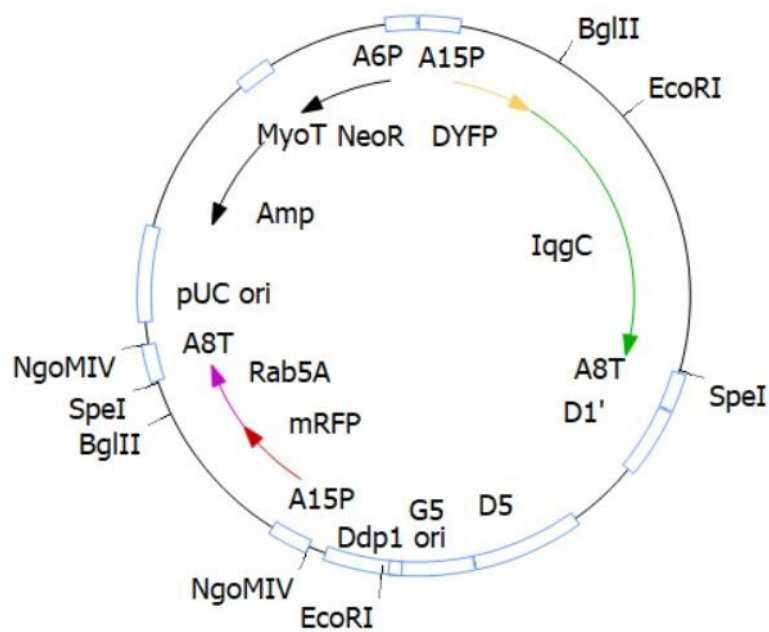 A6P A15P
BglII
EcoRI
MyoT NeoR DYFP
Amp
IqgC
pUC ori
A8T
NgoMIV
Rab5A
A8T
SpeI
SpeI
D1'
mRFP
BglII
A15P
G5 D5
Ddp1 ori
NgoMIV
EcoRI